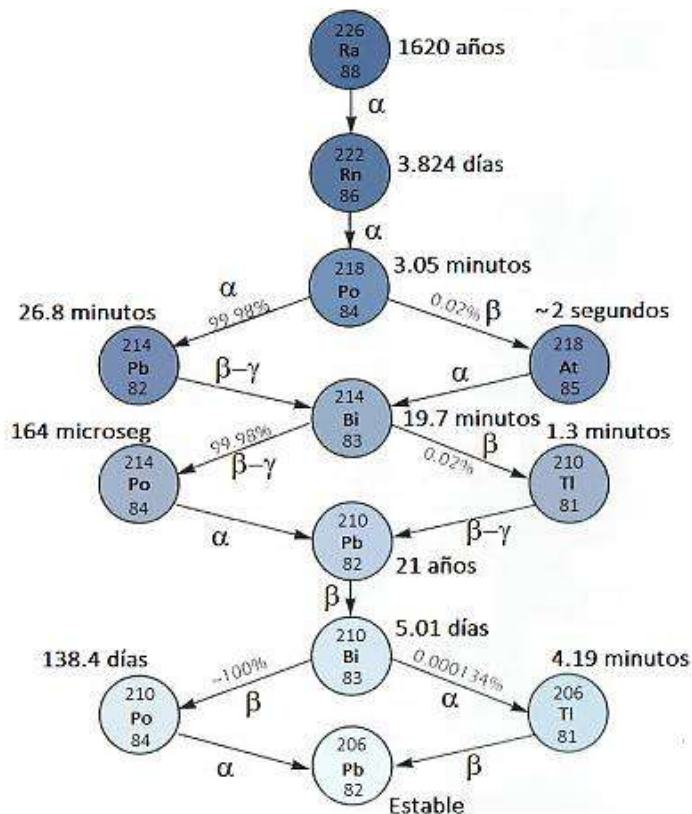 226
Ra
88
1620 años
α
222
Rn
86
3.824 días
α
218
Po
84
3.05 minutos
α
99.98%
0.02%
β
26.8 minutos
~2 segundos
214
Pb
82
218
At
85
β−γ
α
214
Bi
83
19.7 minutos
164 microseg
99.98%
β−γ
β
0.02%
1.3 minutos
214
Po
84
210
Tl
81
α
β−γ
210
Pb
82
21 años
β
210
Bi
83
5.01 días
138.4 días
~100%
β
0.000134%
α
4.19 minutos
210
Po
84
206
Tl
81
α
β
206
Pb
82
Estable